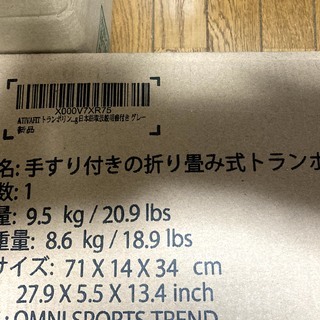 X000V7XR75
ATIVAFIT トランポリン...g日本語取扱説明書付き グレー
新品
名: 手すり付きの折り畳み式トランポ
数: 1
量: 9.5 kg / 20.9 lbs
重量: 8.6 kg / 18.9 lbs
サイズ: 71 X 14 X 34 cm
27.9 X 5.5 X 13.4 inch
: OMNI SPORTS TREND